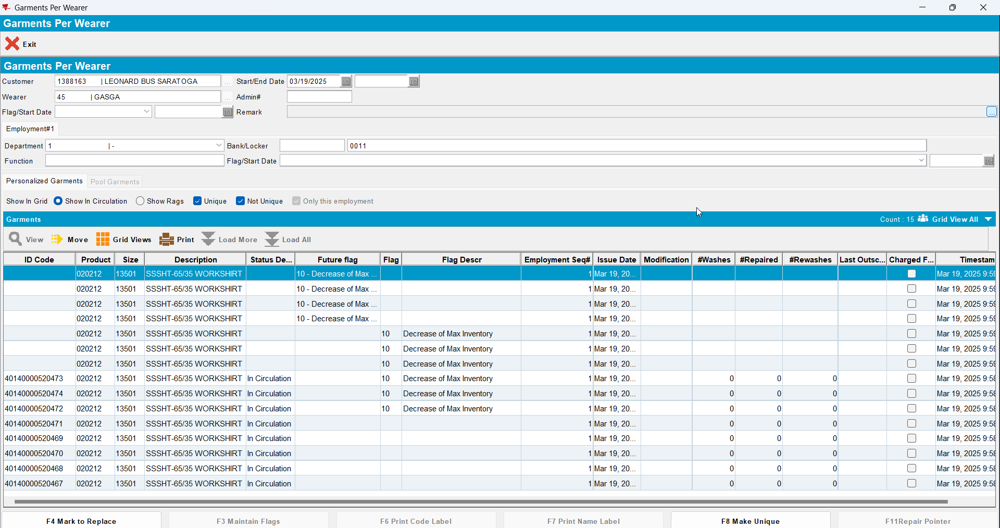 Garments Per Wearer
Garments Per Wearer
Exit
Garments Per Wearer
Customer 1388163 | LEONARD BUS SARATOGA ... Start/End Date 03/19/2025 16 16
Wearer 45 | GASGA ... Admin#
Flag/Start Date 16 Remark ...
Employment#1
Department 1 | - Bank/Locker 0011
Function Flag/Start Date 16
Personalized Garments Pool Garments
Show In Grid Show In Circulation Show Rags Unique Not Unique Only this employment
Garments Count : 15 Grid View All
View Move Grid Views Print Load More Load All
ID Code Product Size Description Status De... Future flag Flag Flag Descr Employment Seq# Issue Date Modification #Washes #Repaired #Rewashes Last Outsc... Charged F... Timestam
020212 13501 SSSHT-65/35 WORKSHIRT 10 - Decrease of Max ... 1 Mar 19, 20... Mar 19, 2025 9:59
020212 13501 SSSHT-65/35 WORKSHIRT 10 - Decrease of Max ... 1 Mar 19, 20... Mar 19, 2025 9:59
020212 13501 SSSHT-65/35 WORKSHIRT 10 - Decrease of Max ... 1 Mar 19, 20... Mar 19, 2025 9:59
020212 13501 SSSHT-65/35 WORKSHIRT 10 - Decrease of Max ... 1 Mar 19, 20... Mar 19, 2025 9:59
020212 13501 SSSHT-65/35 WORKSHIRT 10 Decrease of Max Inventory 1 Mar 19, 20... Mar 19, 2025 9:59
020212 13501 SSSHT-65/35 WORKSHIRT 10 Decrease of Max Inventory 1 Mar 19, 20... Mar 19, 2025 9:59
020212 13501 SSSHT-65/35 WORKSHIRT 10 Decrease of Max Inventory 1 Mar 19, 20... Mar 19, 2025 9:59
40140000520473 020212 13501 SSSHT-65/35 WORKSHIRT In Circulation 10 Decrease of Max Inventory 1 Mar 19, 20... 0 0 0 Mar 19, 2025 9:58
40140000520474 020212 13501 SSSHT-65/35 WORKSHIRT In Circulation 10 Decrease of Max Inventory 1 Mar 19, 20... 0 0 0 Mar 19, 2025 9:58
40140000520472 020212 13501 SSSHT-65/35 WORKSHIRT In Circulation 10 Decrease of Max Inventory 1 Mar 19, 20... 0 0 0 Mar 19, 2025 9:58
40140000520471 020212 13501 SSSHT-65/35 WORKSHIRT In Circulation 1 Mar 19, 20... 0 0 0 Mar 19, 2025 9:58
40140000520469 020212 13501 SSSHT-65/35 WORKSHIRT In Circulation 1 Mar 19, 20... 0 0 0 Mar 19, 2025 9:58
40140000520470 020212 13501 SSSHT-65/35 WORKSHIRT In Circulation 1 Mar 19, 20... 0 0 0 Mar 19, 2025 9:58
40140000520468 020212 13501 SSSHT-65/35 WORKSHIRT In Circulation 1 Mar 19, 20... 0 0 0 Mar 19, 2025 9:58
40140000520467 020212 13501 SSSHT-65/35 WORKSHIRT In Circulation 1 Mar 19, 20... 0 0 0 Mar 19, 2025 9:58
F4 Mark to Replace F3 Maintain Flags F6 Print Code Label F7 Print Name Label F8 Make Unique F11Repair Pointer